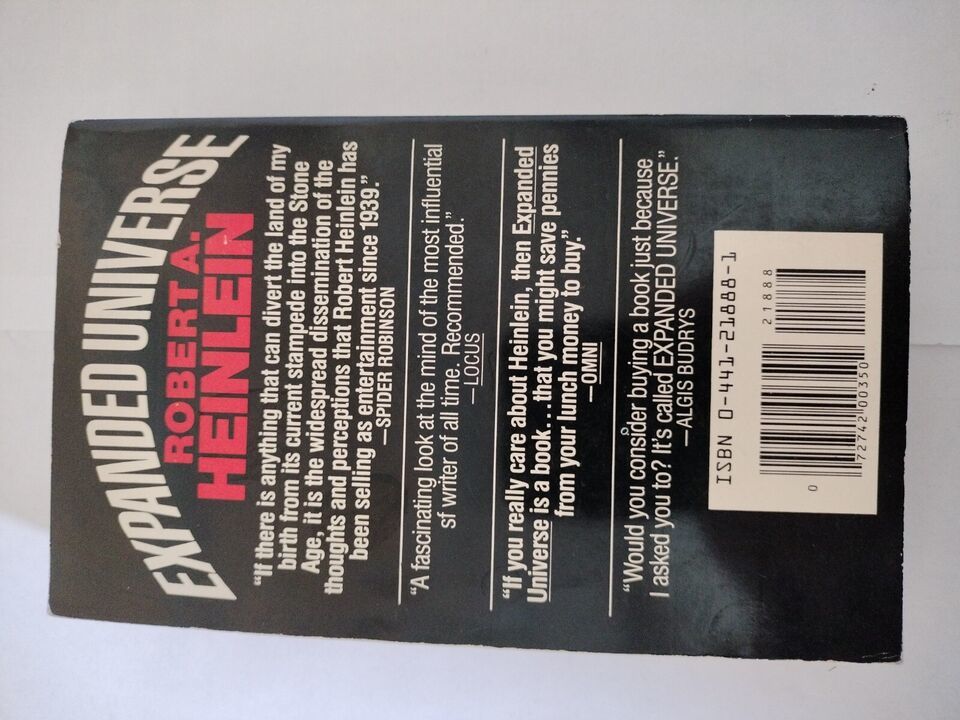 EXPANDED UNIVERSE
ROBERT A.
HEINLEIN
“If there is anything that can divert the land of my
birth from its current stampede into the Stone
Age, it is the widespread dissemination of the
thoughts and perceptions that Robert Heinlein has
been selling as entertainment since 1939.”
—SPIDER ROBINSON
“A fascinating look at the mind of the most influential
sf writer of all time. Recommended.”
—LOCUS
“If you really care about Heinlein, then Expanded
Universe is a book...that you might save pennies
from your lunch money to buy.”
—OMNI
“Would you consider buying a book just because
I asked you to? It’s called EXPANDED UNIVERSE.”
—ALGIS BUDRYS
ISBN 0-441-21888-1
21888
0 72742 00350